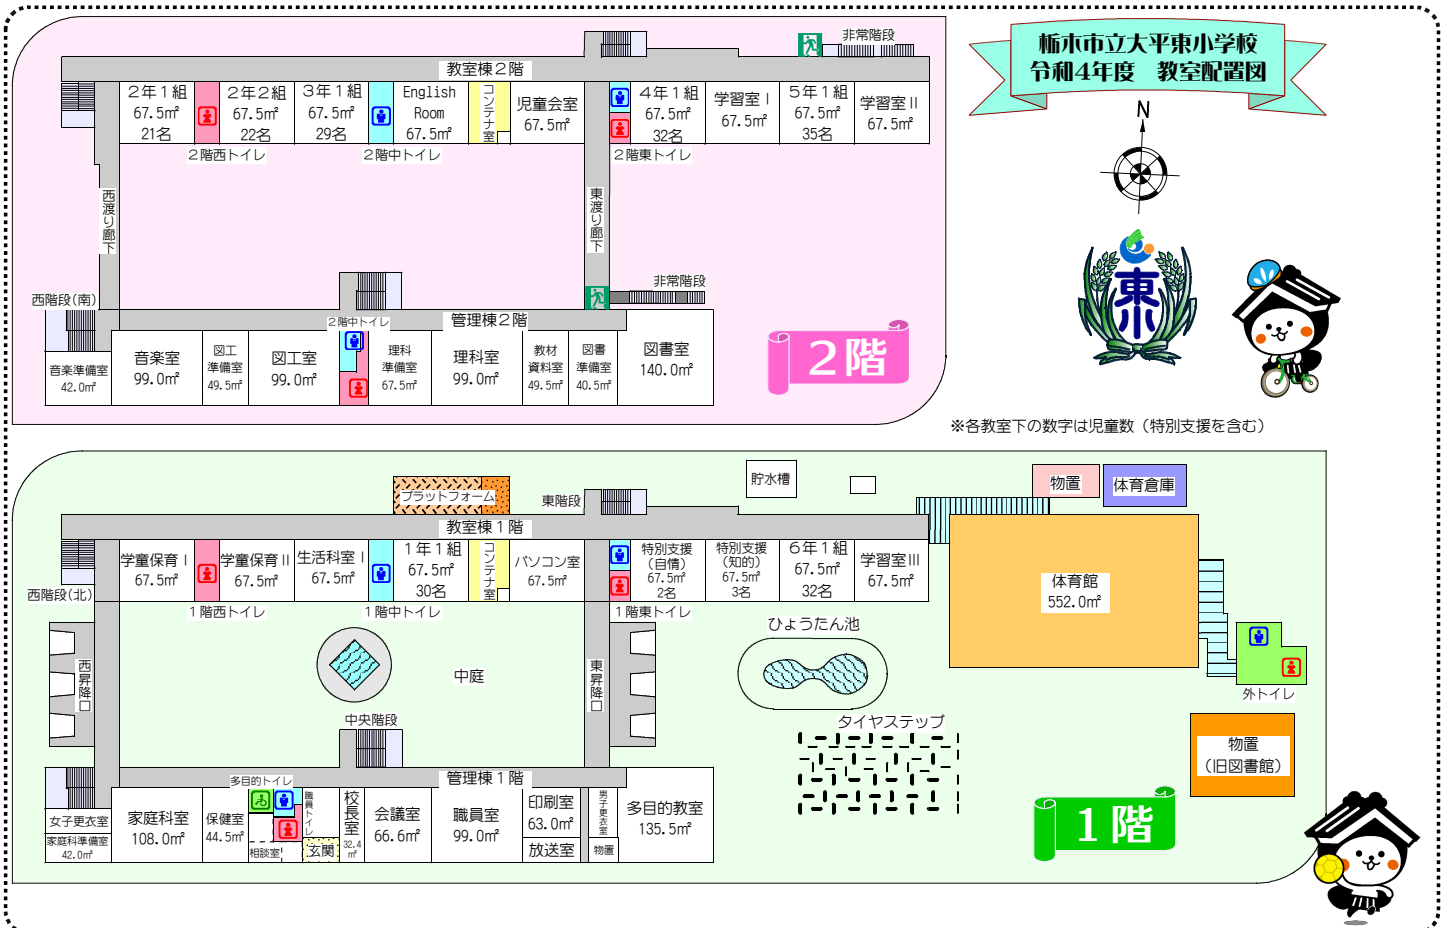 栃木市立大平東小学校
令和4年度　教室配置図
N
東小
※各教室下の数字は児童数（特別支援を含む）
２階
非常階段
教室棟２階
２年１組
67.5㎡
21名
２年２組
67.5㎡
22名
３年１組
67.5㎡
29名
English
Room
67.5㎡
コンテナ室
児童会室
67.5㎡
４年１組
67.5㎡
32名
学習室Ⅰ
67.5㎡
５年１組
67.5㎡
35名
学習室Ⅱ
67.5㎡
２階西トイレ
２階中トイレ
２階東トイレ
西渡り廊下
東渡り廊下
非常階段
西階段(南)
２階中トイレ
管理棟２階
音楽準備室
42.0㎡
音楽室
99.0㎡
図工
準備室
49.5㎡
図工室
99.0㎡
理科
準備室
67.5㎡
理科室
99.0㎡
教材
資料室
49.5㎡
図書
準備室
40.5㎡
図書室
140.0㎡
１階
プラットフォーム
東階段
貯水槽
物置
体育倉庫
教室棟１階
学童保育Ⅰ
67.5㎡
学童保育Ⅱ
67.5㎡
生活科室Ⅰ
67.5㎡
１年１組
67.5㎡
30名
コンテナ室
パソコン室
67.5㎡
特別支援
(自情)
67.5㎡
2名
特別支援
(知的)
67.5㎡
3名
６年１組
67.5㎡
32名
学習室Ⅲ
67.5㎡
体育館
552.0㎡
西階段(北)
１階西トイレ
１階中トイレ
１階東トイレ
ひょうたん池
西昇降口
中庭
東昇降口
外トイレ
中央階段
タイヤステップ
物置
（旧図書館）
多目的トイレ
管理棟１階
女子更衣室
家庭科準備室
42.0㎡
家庭科室
108.0㎡
保健室
44.5㎡
相談室
職員トイレ
玄関
校長室
32.4㎡
会議室
66.6㎡
職員室
99.0㎡
印刷室
63.0㎡
放送室
男子更衣室
物置
多目的教室
135.5㎡